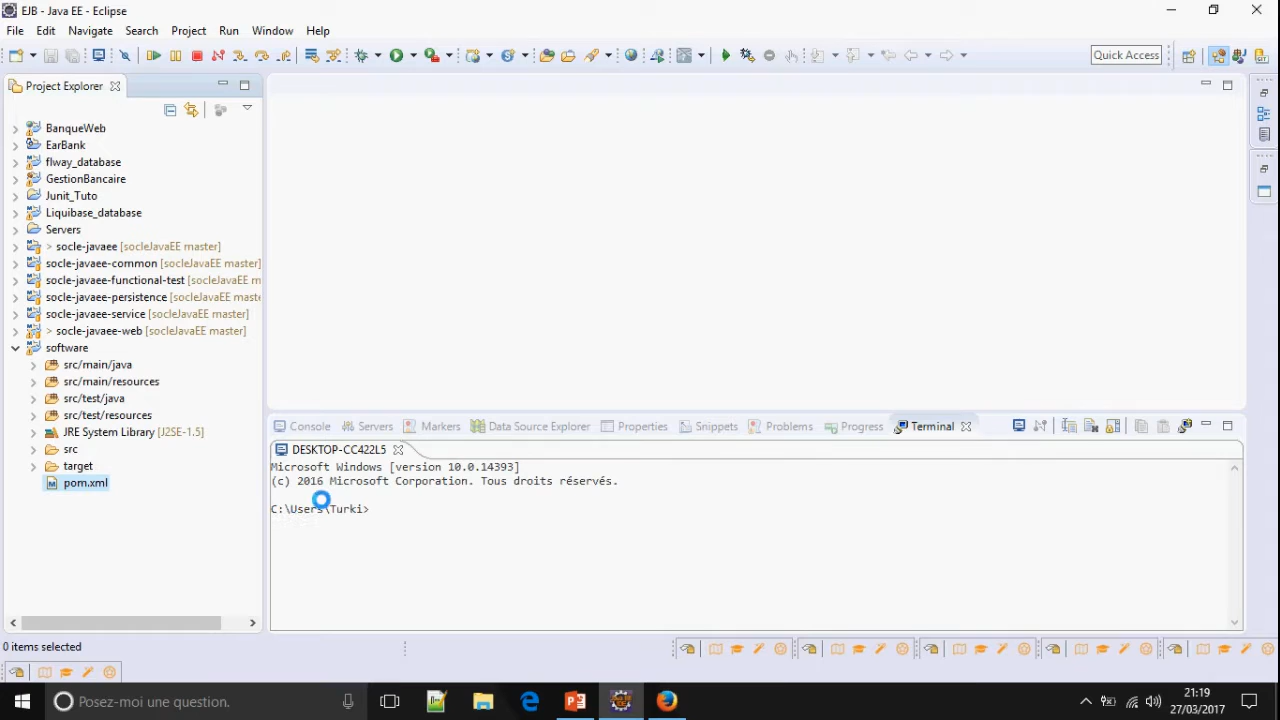 EJB - Java EE - Eclipse
File Edit Navigate Search Project Run Window Help
Quick Access
Project Explorer
BanqueWeb
EarBank
flway_database
GestionBancaire
Junit_Tuto
Liquibase_database
Servers
> socle-javaee [socleJavaEE master]
socle-javaee-common [socleJavaEE master]
socle-javaee-functional-test [socleJavaEE m
socle-javaee-persistence [socleJavaEE maste
socle-javaee-service [socleJavaEE master]
> socle-javaee-web [socleJavaEE master]
software
src/main/java
src/main/resources
src/test/java
src/test/resources
JRE System Library [J2SE-1.5]
src
target
pom.xml
Console Servers Markers Data Source Explorer Properties Snippets Problems Progress Terminal
DESKTOP-CC422L5
Microsoft Windows [version 10.0.14393]
(c) 2016 Microsoft Corporation. Tous droits réservés.
C:\Users\Turki>
0 items selected
Posez-moi une question.
21:19
27/03/2017